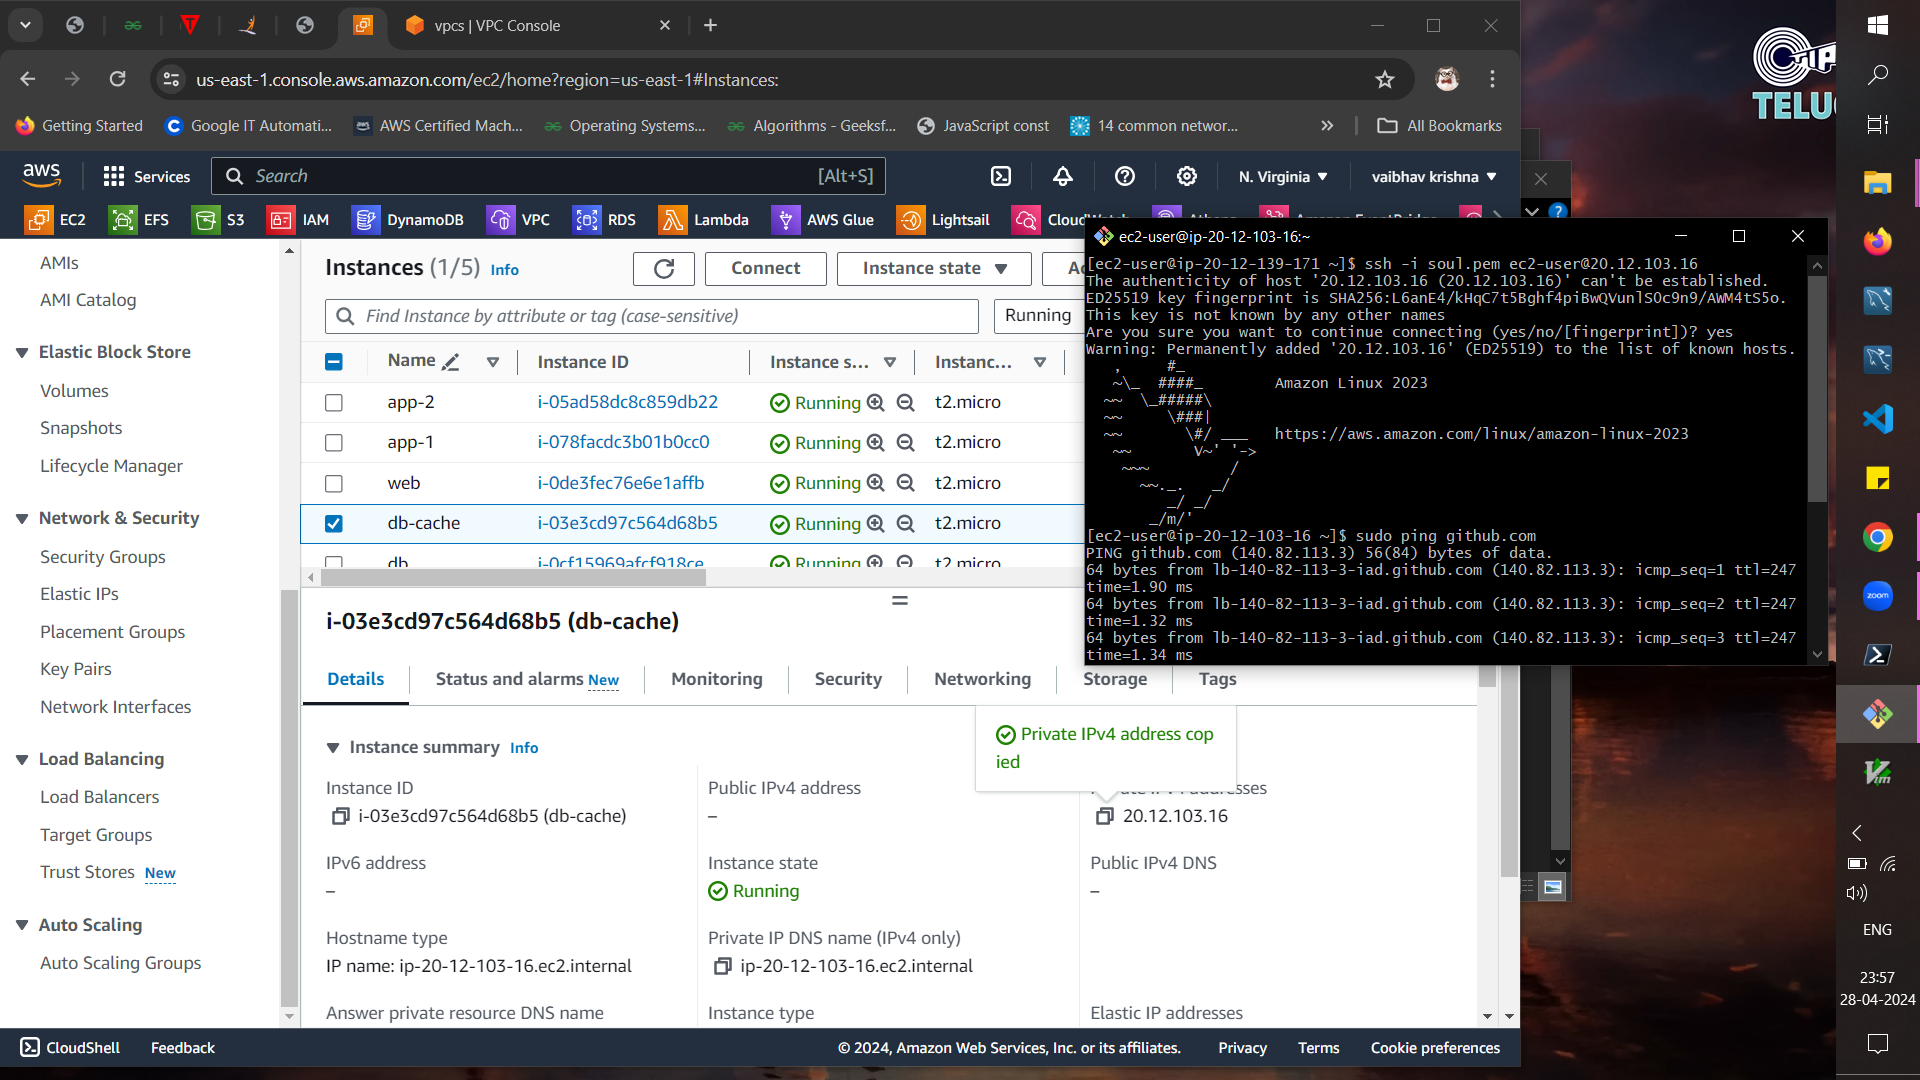 vpcs | VPC Console
us-east-1.console.aws.amazon.com/ec2/home?region=us-east-1#Instances:
Getting Started
Google IT Automati...
AWS Certified Mach...
Operating Systems...
Algorithms - Geeksf...
JavaScript const
14 common networ...
All Bookmarks
TELU
aws
Services
Search
[Alt+S]
N. Virginia
vaibhav krishna
EC2
EFS
S3
IAM
DynamoDB
VPC
RDS
Lambda
AWS Glue
Lightsail
AMIs
AMI Catalog
Elastic Block Store
Volumes
Snapshots
Lifecycle Manager
Network & Security
Security Groups
Elastic IPs
Placement Groups
Key Pairs
Network Interfaces
Load Balancing
Load Balancers
Target Groups
Trust Stores New
Auto Scaling
Auto Scaling Groups
Instances (1/5) Info
Connect
Instance state
Find Instance by attribute or tag (case-sensitive)
Running
Name
Instance ID
Instance s...
Instanc...
app-2 i-05ad58dc8c859db22 Running t2.micro
app-1 i-078facdc3b01b0cc0 Running t2.micro
web i-0de3fec76e6e1affb Running t2.micro
db-cache i-03e3cd97c564d68b5 Running t2.micro
db i-0cf15969afcf918ce Running t2.micro
i-03e3cd97c564d68b5 (db-cache)
Details
Status and alarms New
Monitoring
Security
Networking
Storage
Tags
Private IPv4 address cop
ied
Instance summary Info
Instance ID
i-03e3cd97c564d68b5 (db-cache)
Public IPv4 address
–
20.12.103.16
IPv6 address
–
Instance state
Running
Public IPv4 DNS
–
Hostname type
IP name: ip-20-12-103-16.ec2.internal
Private IP DNS name (IPv4 only)
ip-20-12-103-16.ec2.internal
Answer private resource DNS name
Instance type
Elastic IP addresses
ec2-user@ip-20-12-103-16:~
[ec2-user@ip-20-12-139-171 ~]$ ssh -i soul.pem ec2-user@20.12.103.16
The authenticity of host '20.12.103.16 (20.12.103.16)' can't be established.
ED25519 key fingerprint is SHA256:L6anE4/kHqC7t5Bghf4piBwQVunlSOc9n9/AWM4tS5o.
This key is not known by any other names
Are you sure you want to continue connecting (yes/no/[fingerprint])? yes
Warning: Permanently added '20.12.103.16' (ED25519) to the list of known hosts.
Amazon Linux 2023
https://aws.amazon.com/linux/amazon-linux-2023
[ec2-user@ip-20-12-103-16 ~]$ sudo ping github.com
PING github.com (140.82.113.3) 56(84) bytes of data.
64 bytes from lb-140-82-113-3-iad.github.com (140.82.113.3): icmp_seq=1 ttl=247
time=1.90 ms
64 bytes from lb-140-82-113-3-iad.github.com (140.82.113.3): icmp_seq=2 ttl=247
time=1.32 ms
64 bytes from lb-140-82-113-3-iad.github.com (140.82.113.3): icmp_seq=3 ttl=247
time=1.34 ms
zoom
ENG
23:57
28-04-2024
CloudShell
Feedback
© 2024, Amazon Web Services, Inc. or its affiliates.
Privacy
Terms
Cookie preferences